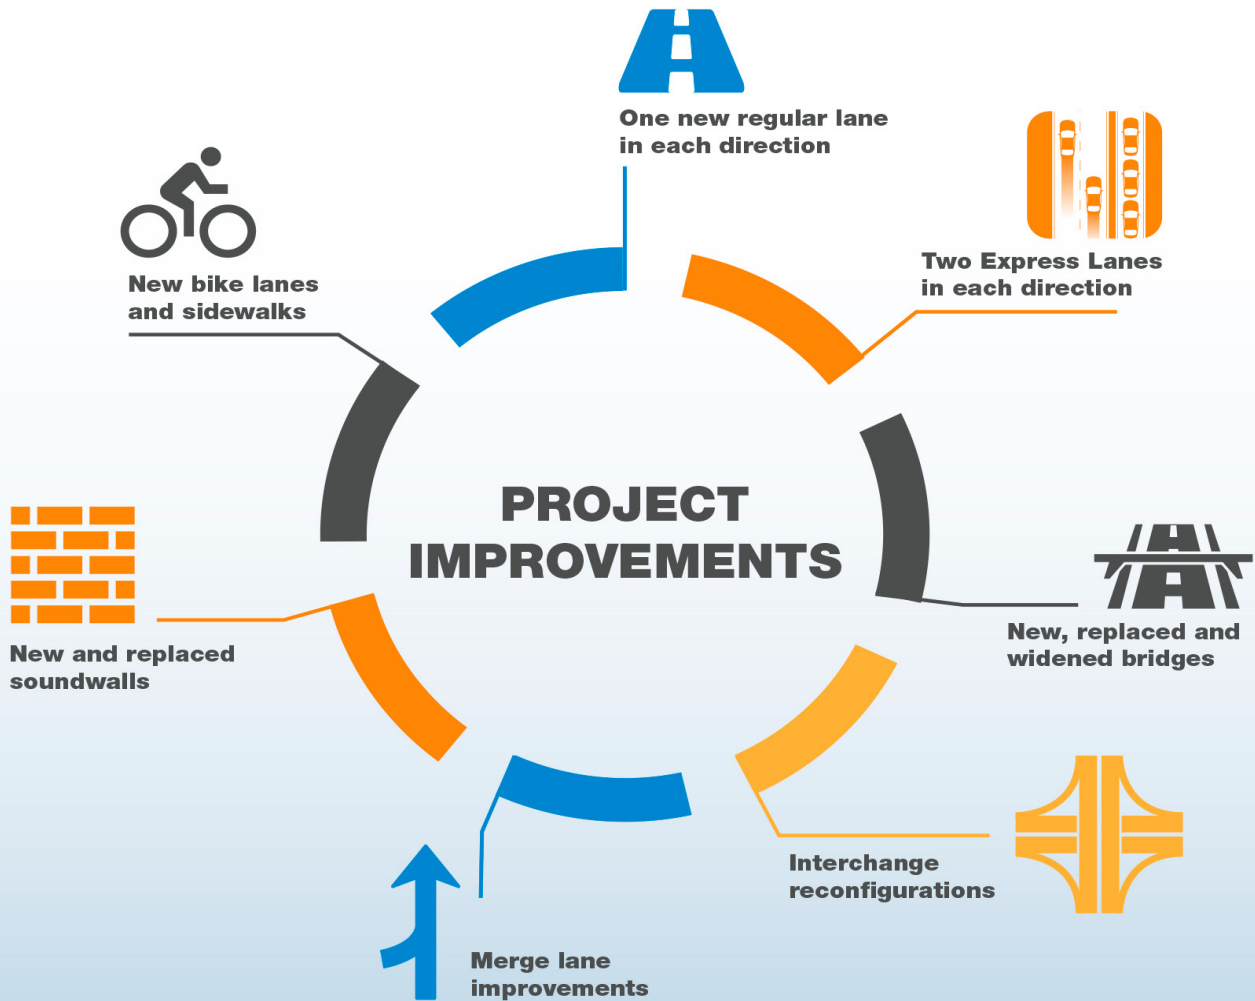 One new regular lane
in each direction
Two Express Lanes
in each direction
New bike lanes
and sidewalks
PROJECT
IMPROVEMENTS
New, replaced and
widened bridges
New and replaced
soundwalls
Interchange
reconfigurations
Merge lane
improvements